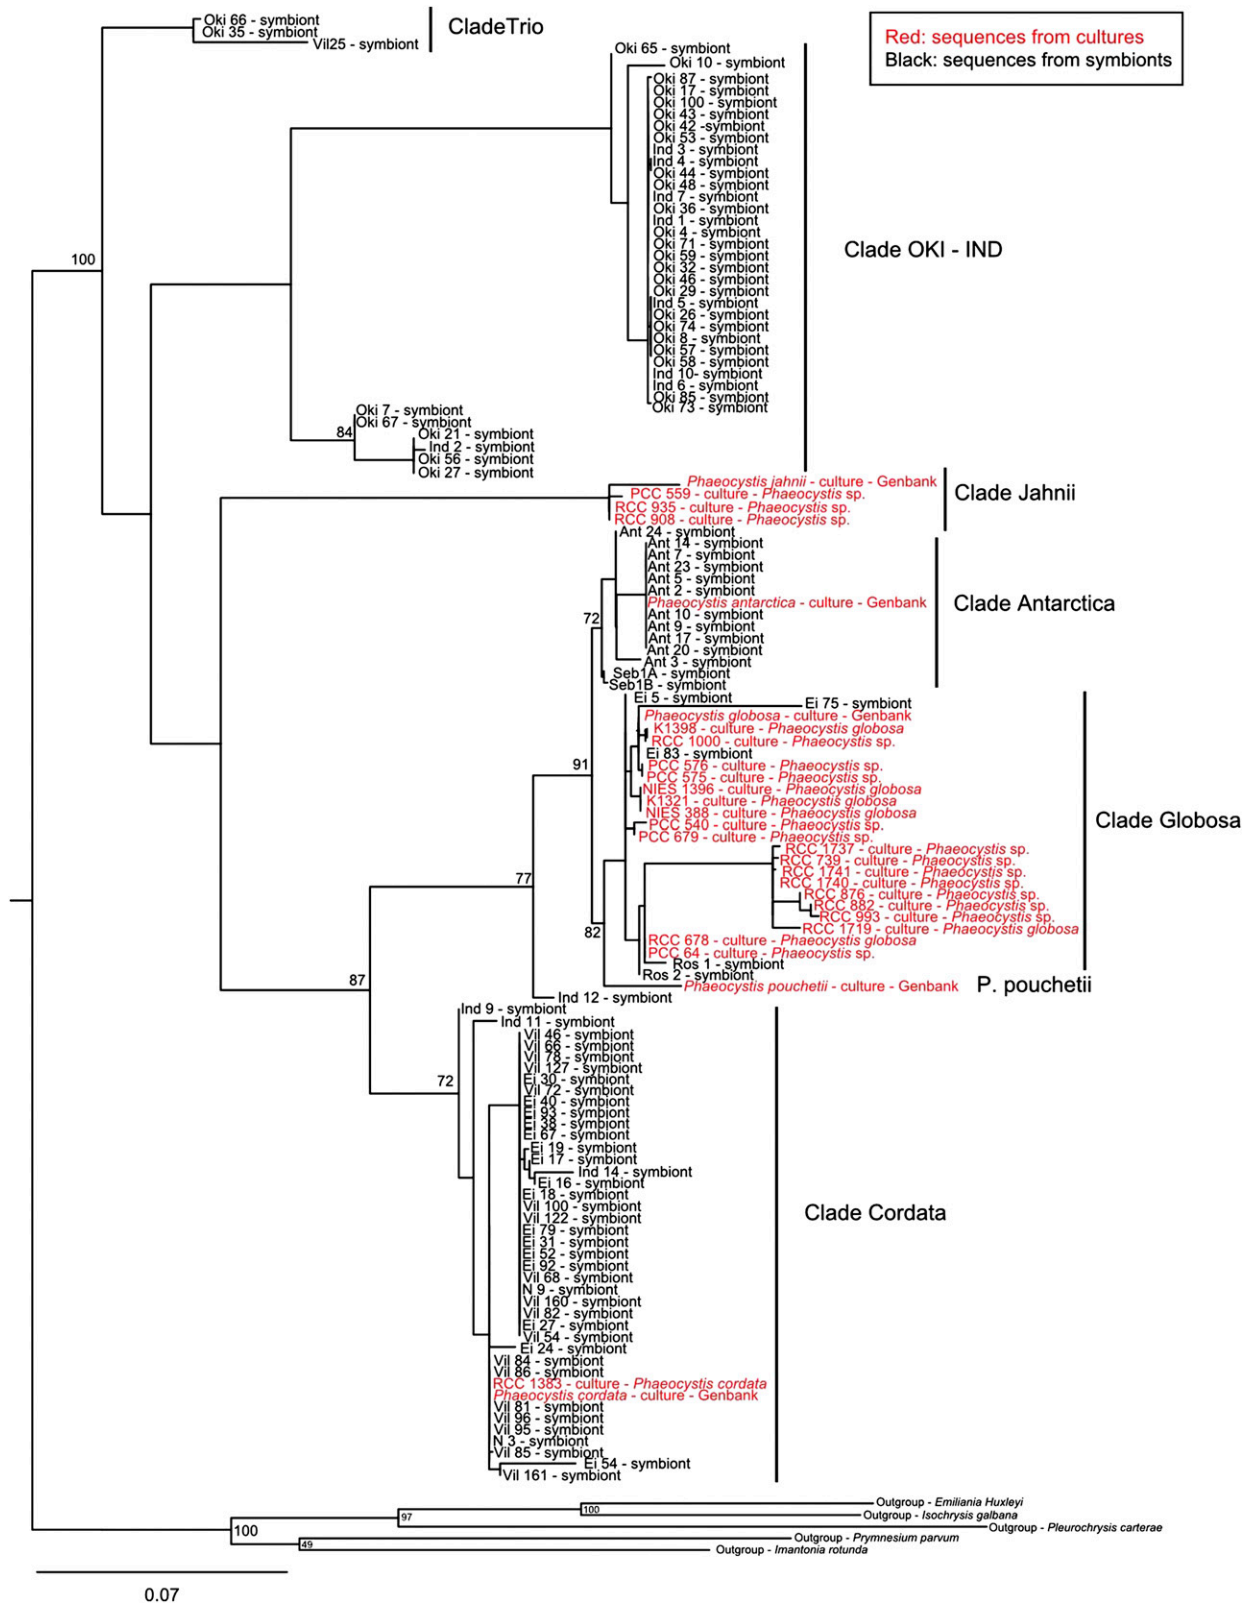 Oki 66 - symbiont
Oki 35 - symbiont
Vil25 - symbiont
CladeTrio
Red: sequences from cultures
Black: sequences from symbionts
Oki 65 - symbiont
Oki 10 - symbiont
Oki 87 - symbiont
Oki 17 - symbiont
Oki 100 - symbiont
Oki 43 - symbiont
Oki 42 -symbiont
Oki 53 - symbiont
Ind 3 - symbiont
Ind 4 - symbiont
Oki 44 - symbiont
Oki 48 - symbiont
Ind 7 - symbiont
Oki 36 - symbiont
Ind 1 - symbiont
Oki 4 - symbiont
Oki 71 - symbiont
Oki 59 - symbiont
Oki 32 - symbiont
Oki 46 - symbiont
Oki 29 - symbiont
Ind 5 - symbiont
Oki 26 - symbiont
Oki 74 - symbiont
Oki 8 - symbiont
Oki 57 - symbiont
Oki 58 - symbiont
Ind 10- symbiont
Ind 6 - symbiont
Oki 85 - symbiont
Oki 73 - symbiont
Clade OKI - IND
100
Oki 7 - symbiont
Oki 67 - symbiont
84
Oki 21 - symbiont
Ind 2 - symbiont
Oki 56 - symbiont
Oki 27 - symbiont
Phaeocystis jahnii - culture - Genbank
PCC 559 - culture - Phaeocystis sp.
RCC 935 - culture - Phaeocystis sp.
RCC 908 - culture - Phaeocystis sp.
Clade Jahnii
Ant 24 - symbiont
Ant 14 - symbiont
Ant 7 - symbiont
Ant 23 - symbiont
Ant 5 - symbiont
Ant 2 - symbiont
Phaeocystis antarctica - culture - Genbank
Ant 10 - symbiont
Ant 9 - symbiont
Ant 17 - symbiont
Ant 20 - symbiont
Ant 3 - symbiont
Seb1A - symbiont
Seb1B - symbiont
72
Clade Antarctica
Ei 5 - symbiont
Ei 75 - symbiont
Phaeocystis globosa - culture - Genbank
K1398 - culture - Phaeocystis globosa
RCC 1000 - culture - Phaeocystis sp.
Ei 83 - symbiont
PCC 576 - culture - Phaeocystis sp.
PCC 575 - culture - Phaeocystis sp.
NIES 1396 - culture - Phaeocystis globosa
K1321 - culture - Phaeocystis globosa
NIES 388 - culture - Phaeocystis globosa
PCC 540 - culture - Phaeocystis sp.
PCC 679 - culture - Phaeocystis sp.
RCC 1737 - culture - Phaeocystis sp.
RCC 739 - culture - Phaeocystis sp.
RCC 1741 - culture - Phaeocystis sp.
RCC 1740 - culture - Phaeocystis sp.
RCC 876 - culture - Phaeocystis sp.
RCC 882 - culture - Phaeocystis sp.
RCC 993 - culture - Phaeocystis sp.
RCC 1719 - culture - Phaeocystis globosa
RCC 678 - culture - Phaeocystis globosa
PCC 64 - culture - Phaeocystis sp.
Ros 1 - symbiont
Ros 2 - symbiont
Clade Globosa
91
77
82
Phaeocystis pouchetii - culture - Genbank
P. pouchetii
87
Ind 12 - symbiont
Ind 9 - symbiont
Ind 11 - symbiont
72
Vil 46 - symbiont
Vil 66 - symbiont
Vil 78 - symbiont
Vil 127 - symbiont
Ei 30 - symbiont
Vil 72 - symbiont
Ei 40 - symbiont
Ei 93 - symbiont
Ei 38 - symbiont
Ei 67 - symbiont
Ei 19 - symbiont
Ei 17 - symbiont
Ind 14 - symbiont
Ei 16 - symbiont
Ei 18 - symbiont
Vil 100 - symbiont
Vil 122 - symbiont
Ei 79 - symbiont
Ei 31 - symbiont
Ei 52 - symbiont
Ei 92 - symbiont
Vil 68 - symbiont
N 9 - symbiont
Vil 160 - symbiont
Vil 82 - symbiont
Ei 27 - symbiont
Vil 54 - symbiont
Ei 24 - symbiont
Vil 84 - symbiont
Vil 86 - symbiont
RCC 1383 - culture - Phaeocystis cordata
Phaeocystis cordata - culture - Genbank
Vil 81 - symbiont
Vil 96 - symbiont
Vil 95 - symbiont
N 3 - symbiont
Vil 85 - symbiont
Ei 54 - symbiont
Vil 161 - symbiont
Clade Cordata
Outgroup - Emiliania Huxleyi
100
Outgroup - Isochrysis galbana
97
Outgroup - Pleurochrysis carterae
100
Outgroup - Prymnesium parvum
49
Outgroup - Imantonia rotunda
0.07